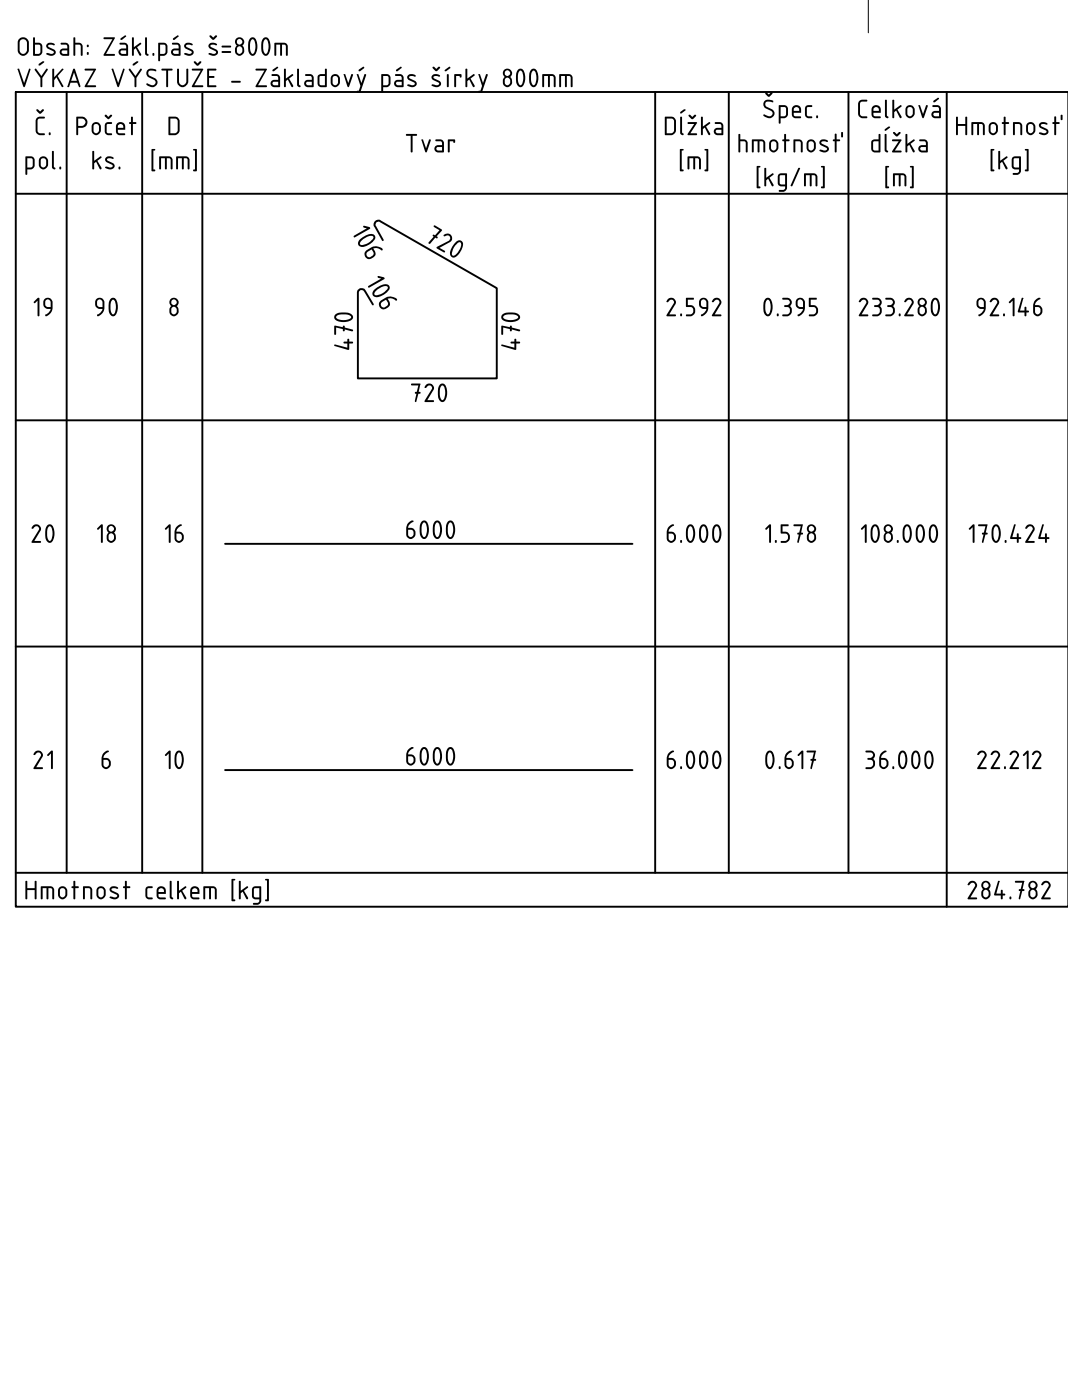 Obsah: Zákl.pás š=800m
VÝKAZ VÝSTUŽE - Základový pás šírky 800mm
Č. pol. Počet ks. D [mm] Tvar Dĺžka [m] Špec. hmotnosť [kg/m] Celková dĺžka [m] Hmotnosť [kg]
106
720
106
470
470
720
19 90 8 2.592 0.395 233.280 92.146
6000
20 18 16 6.000 1.578 108.000 170.424
6000
21 6 10 6.000 0.617 36.000 22.212
Hmotnost celkem [kg] 284.782